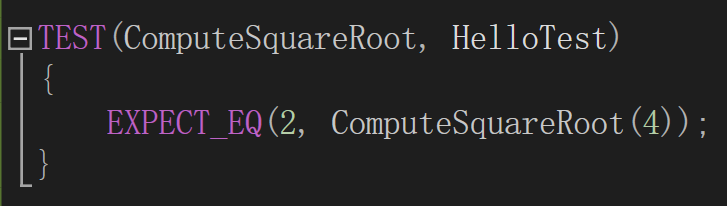 TEST(ComputeSquareRoot, HelloTest)
{
EXPECT_EQ(2, ComputeSquareRoot(4));
}